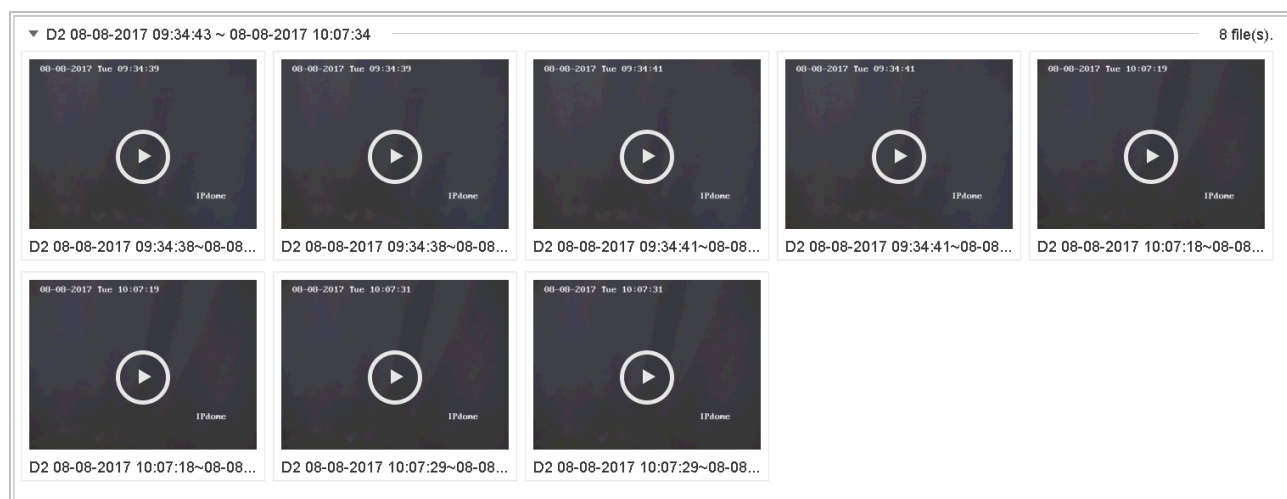 D2 08-08-2017 09:34:43 ~ 08-08-2017 10:07:34
8 file(s).
08-08-2017 Tue 09:34:39
IPdome
D2 08-08-2017 09:34:38~08-08...
08-08-2017 Tue 09:34:39
IPdome
D2 08-08-2017 09:34:38~08-08...
08-08-2017 Tue 09:34:41
IPdome
D2 08-08-2017 09:34:41~08-08...
08-08-2017 Tue 09:34:41
IPdome
D2 08-08-2017 09:34:41~08-08...
08-08-2017 Tue 10:07:19
IPdome
D2 08-08-2017 10:07:18~08-08...
08-08-2017 Tue 10:07:19
IPdome
D2 08-08-2017 10:07:18~08-08...
08-08-2017 Tue 10:07:31
IPdome
D2 08-08-2017 10:07:29~08-08...
08-08-2017 Tue 10:07:31
IPdome
D2 08-08-2017 10:07:29~08-08...